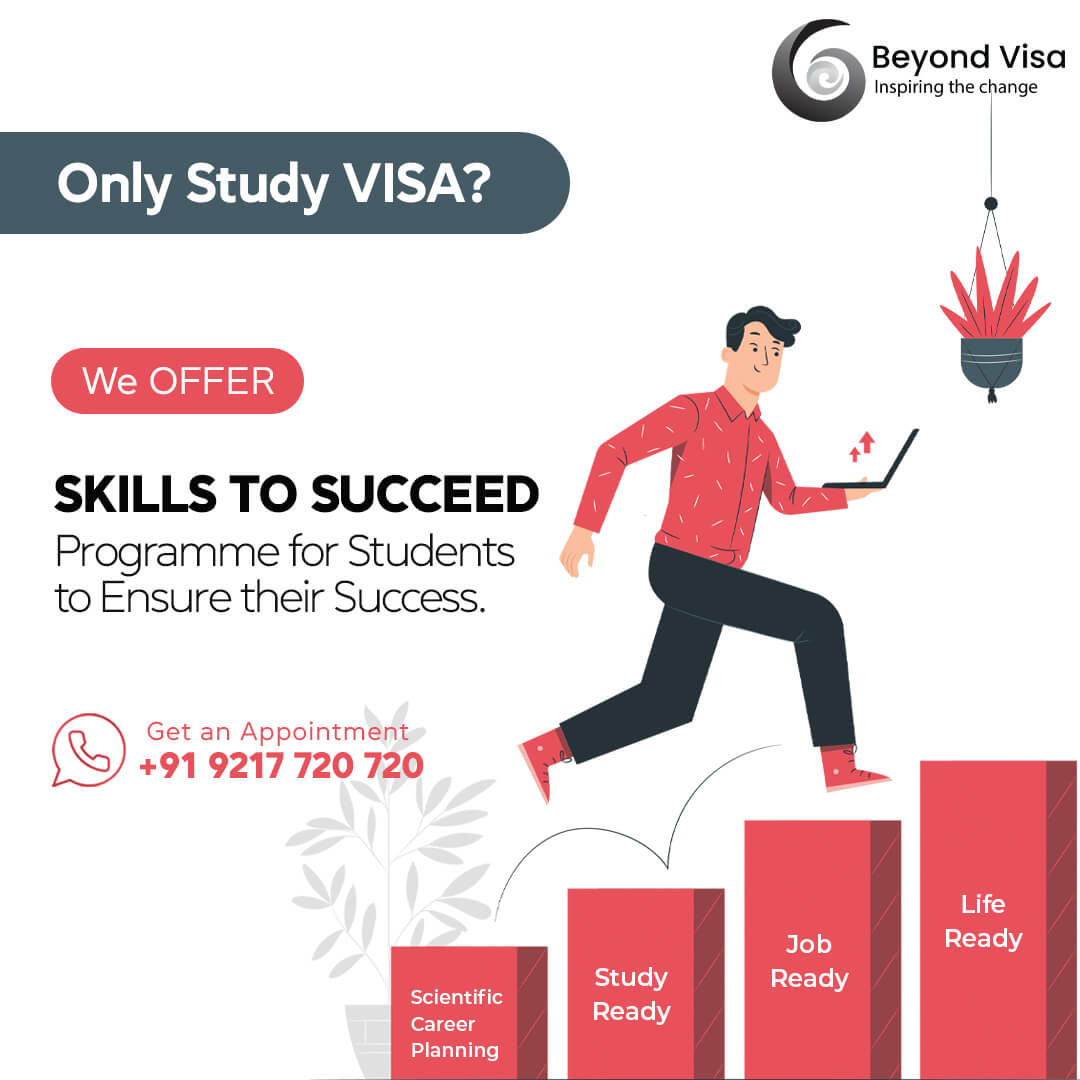 Beyond Visa
Inspiring the change
Only Study VISA?
We OFFER
SKILLS TO SUCCEED
Programme for Students
to Ensure their Success.
Get an Appointment
+91 9217 720 720
Scientific
Career
Planning
Study
Ready
Job
Ready
Life
Ready